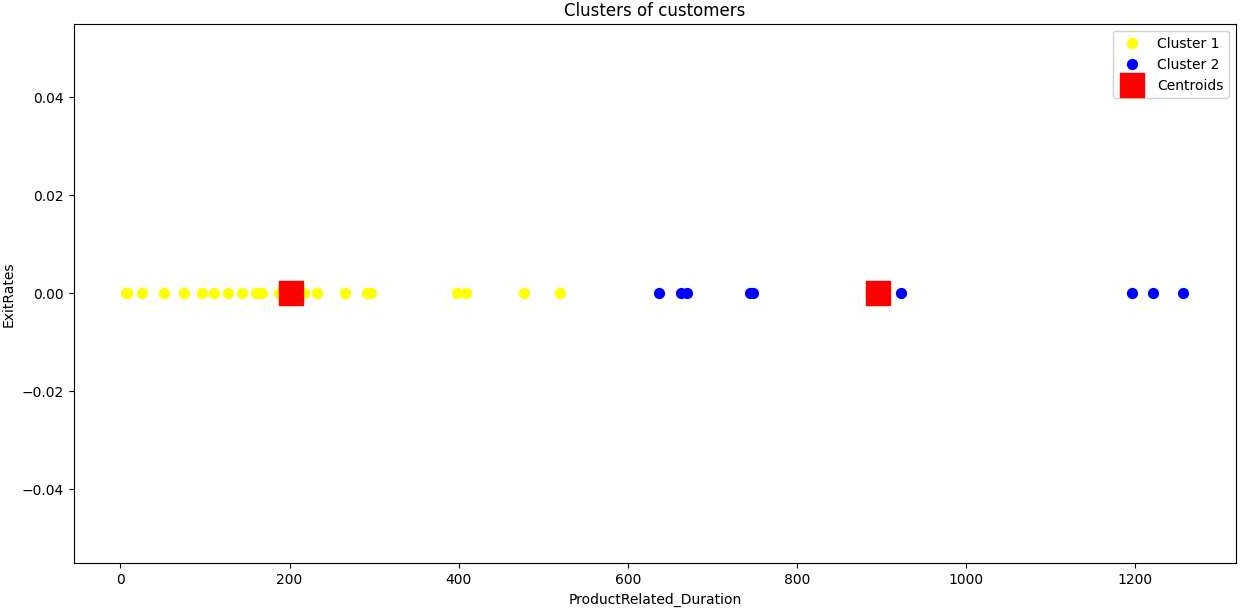 Clusters of customers
Cluster 1
Cluster 2
Centroids
0.04
0.02
0.00
−0.02
−0.04
ExitRates
0 200 400 600 800 1000 1200
ProductRelated_Duration